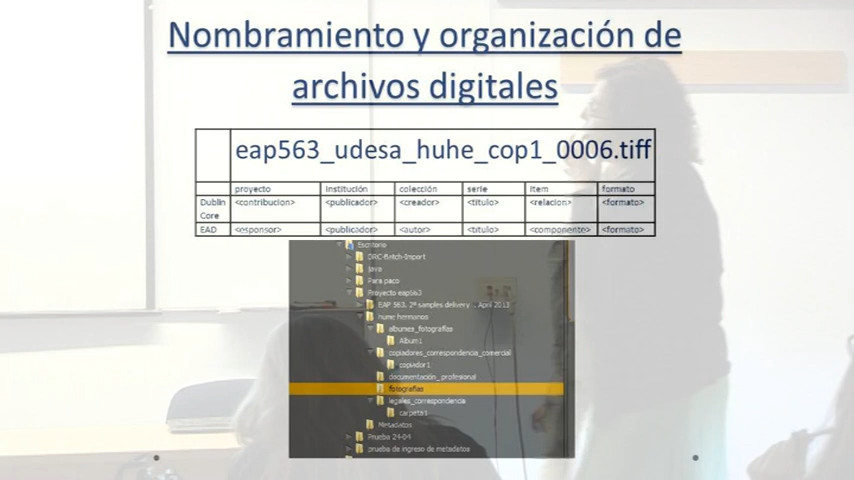 Nombramiento y organización de
archivos digitales
eap563_udesa_huhe_cop1_0006.tiff
proyecto institución colección serie item formato
Dublin Core <contribucion> <publicador> <creador> <titulo> <relacion> <formato>
EAD <esponsor> <publicador> <autor> <titulo> <componente> <formato>
Escritorio
DRC-Batch-Import
java
Para paco
Proyecto eap563
EAP 563. 2ª samples delivery - April 2013
hume hermanos
albumes_fotografias
Album1
copiadores_correspondencia_comercial
copiador1
documentación_profesional
fotografias
legales_correspondencia
carpeta1
Metadatos
Prueba 24-04
prueba de ingreso de metadatos